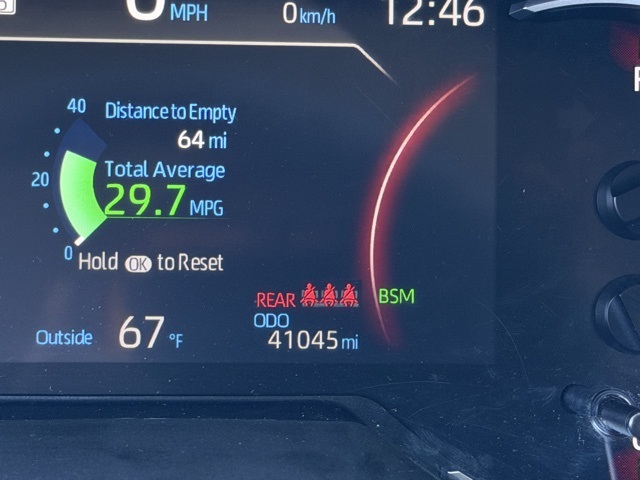 0 MPH 0 km/h 12:46
40 Distance to Empty
64 mi
Total Average
20 29.7 MPG
0 Hold OK to Reset
REAR BSM
ODO
Outside 67 °F 41045 mi